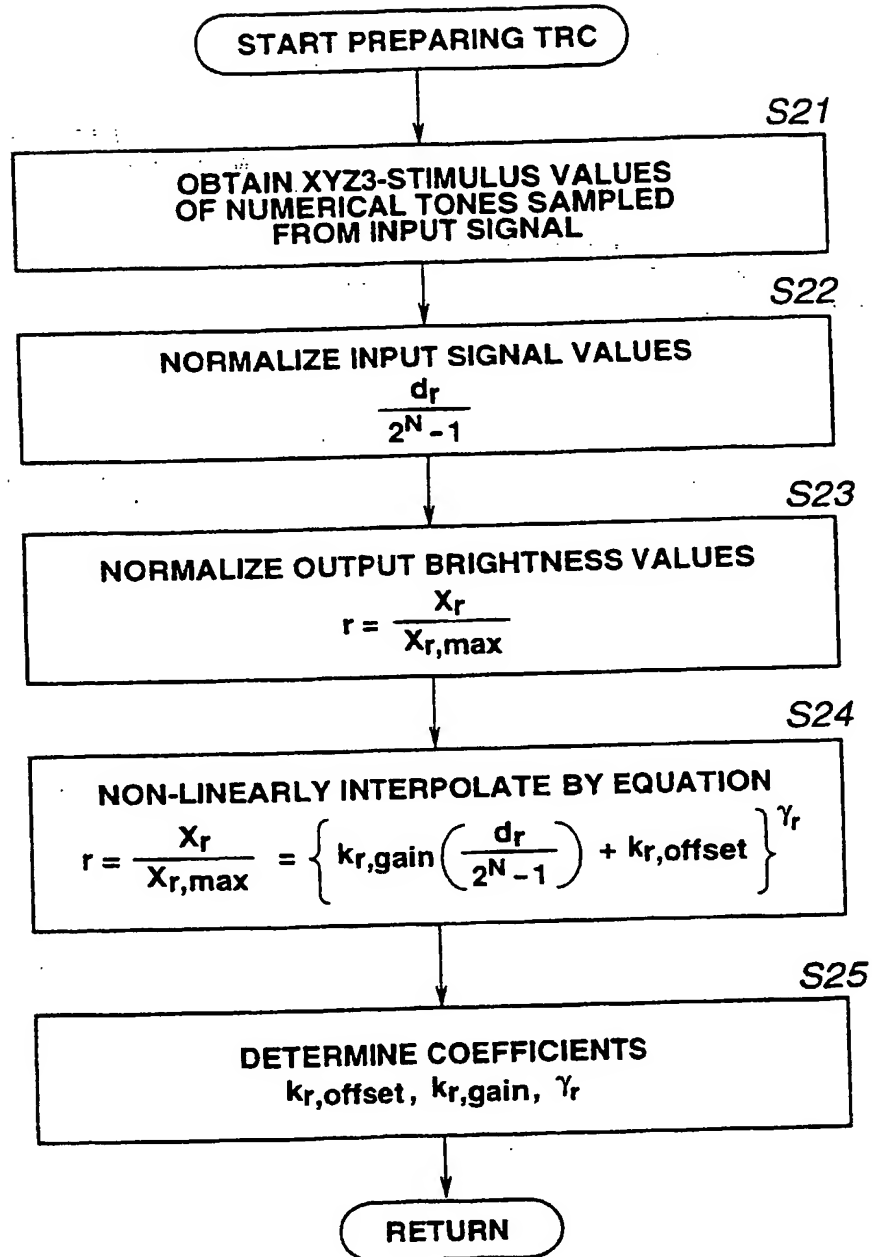 START PREPARING TRC
S21
OBTAIN XYZ3-STIMULUS VALUES
OF NUMERICAL TONES SAMPLED
FROM INPUT SIGNAL
S22
NORMALIZE INPUT SIGNAL VALUES
dr / (2^N - 1)
S23
NORMALIZE OUTPUT BRIGHTNESS VALUES
r = Xr / Xr,max
S24
NON-LINEARLY INTERPOLATE BY EQUATION
r = Xr / Xr,max = { kr,gain ( dr / (2^N - 1) ) + kr,offset }^γr
S25
DETERMINE COEFFICIENTS
kr,offset, kr,gain, γr
RETURN